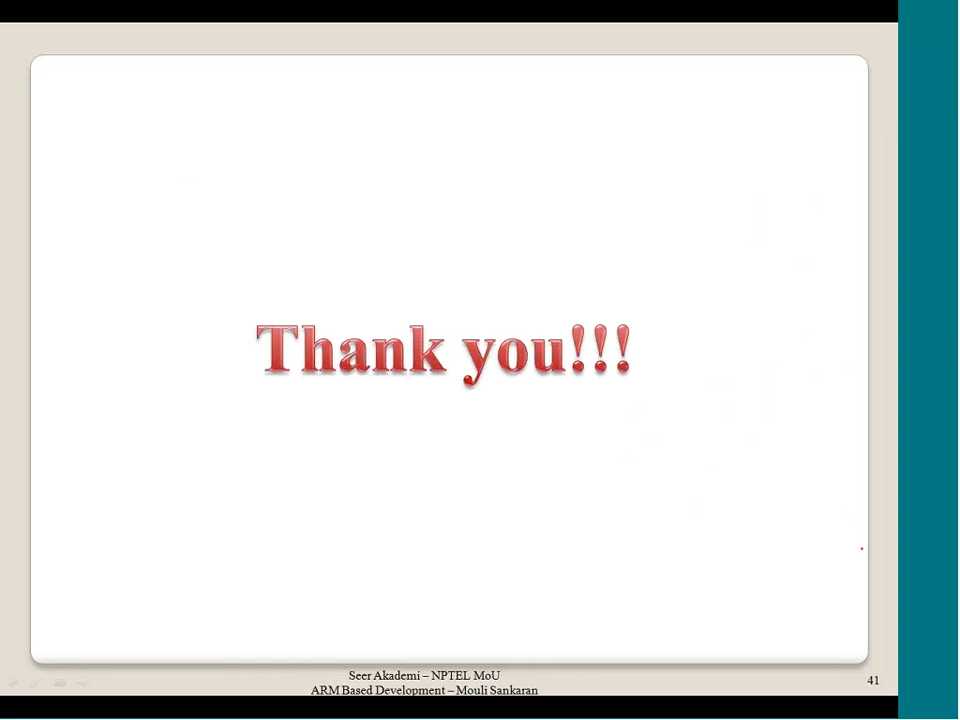 Thank you!!!
Seer Akademi – NPTEL MoU
ARM Based Development – Mouli Sankaran
41